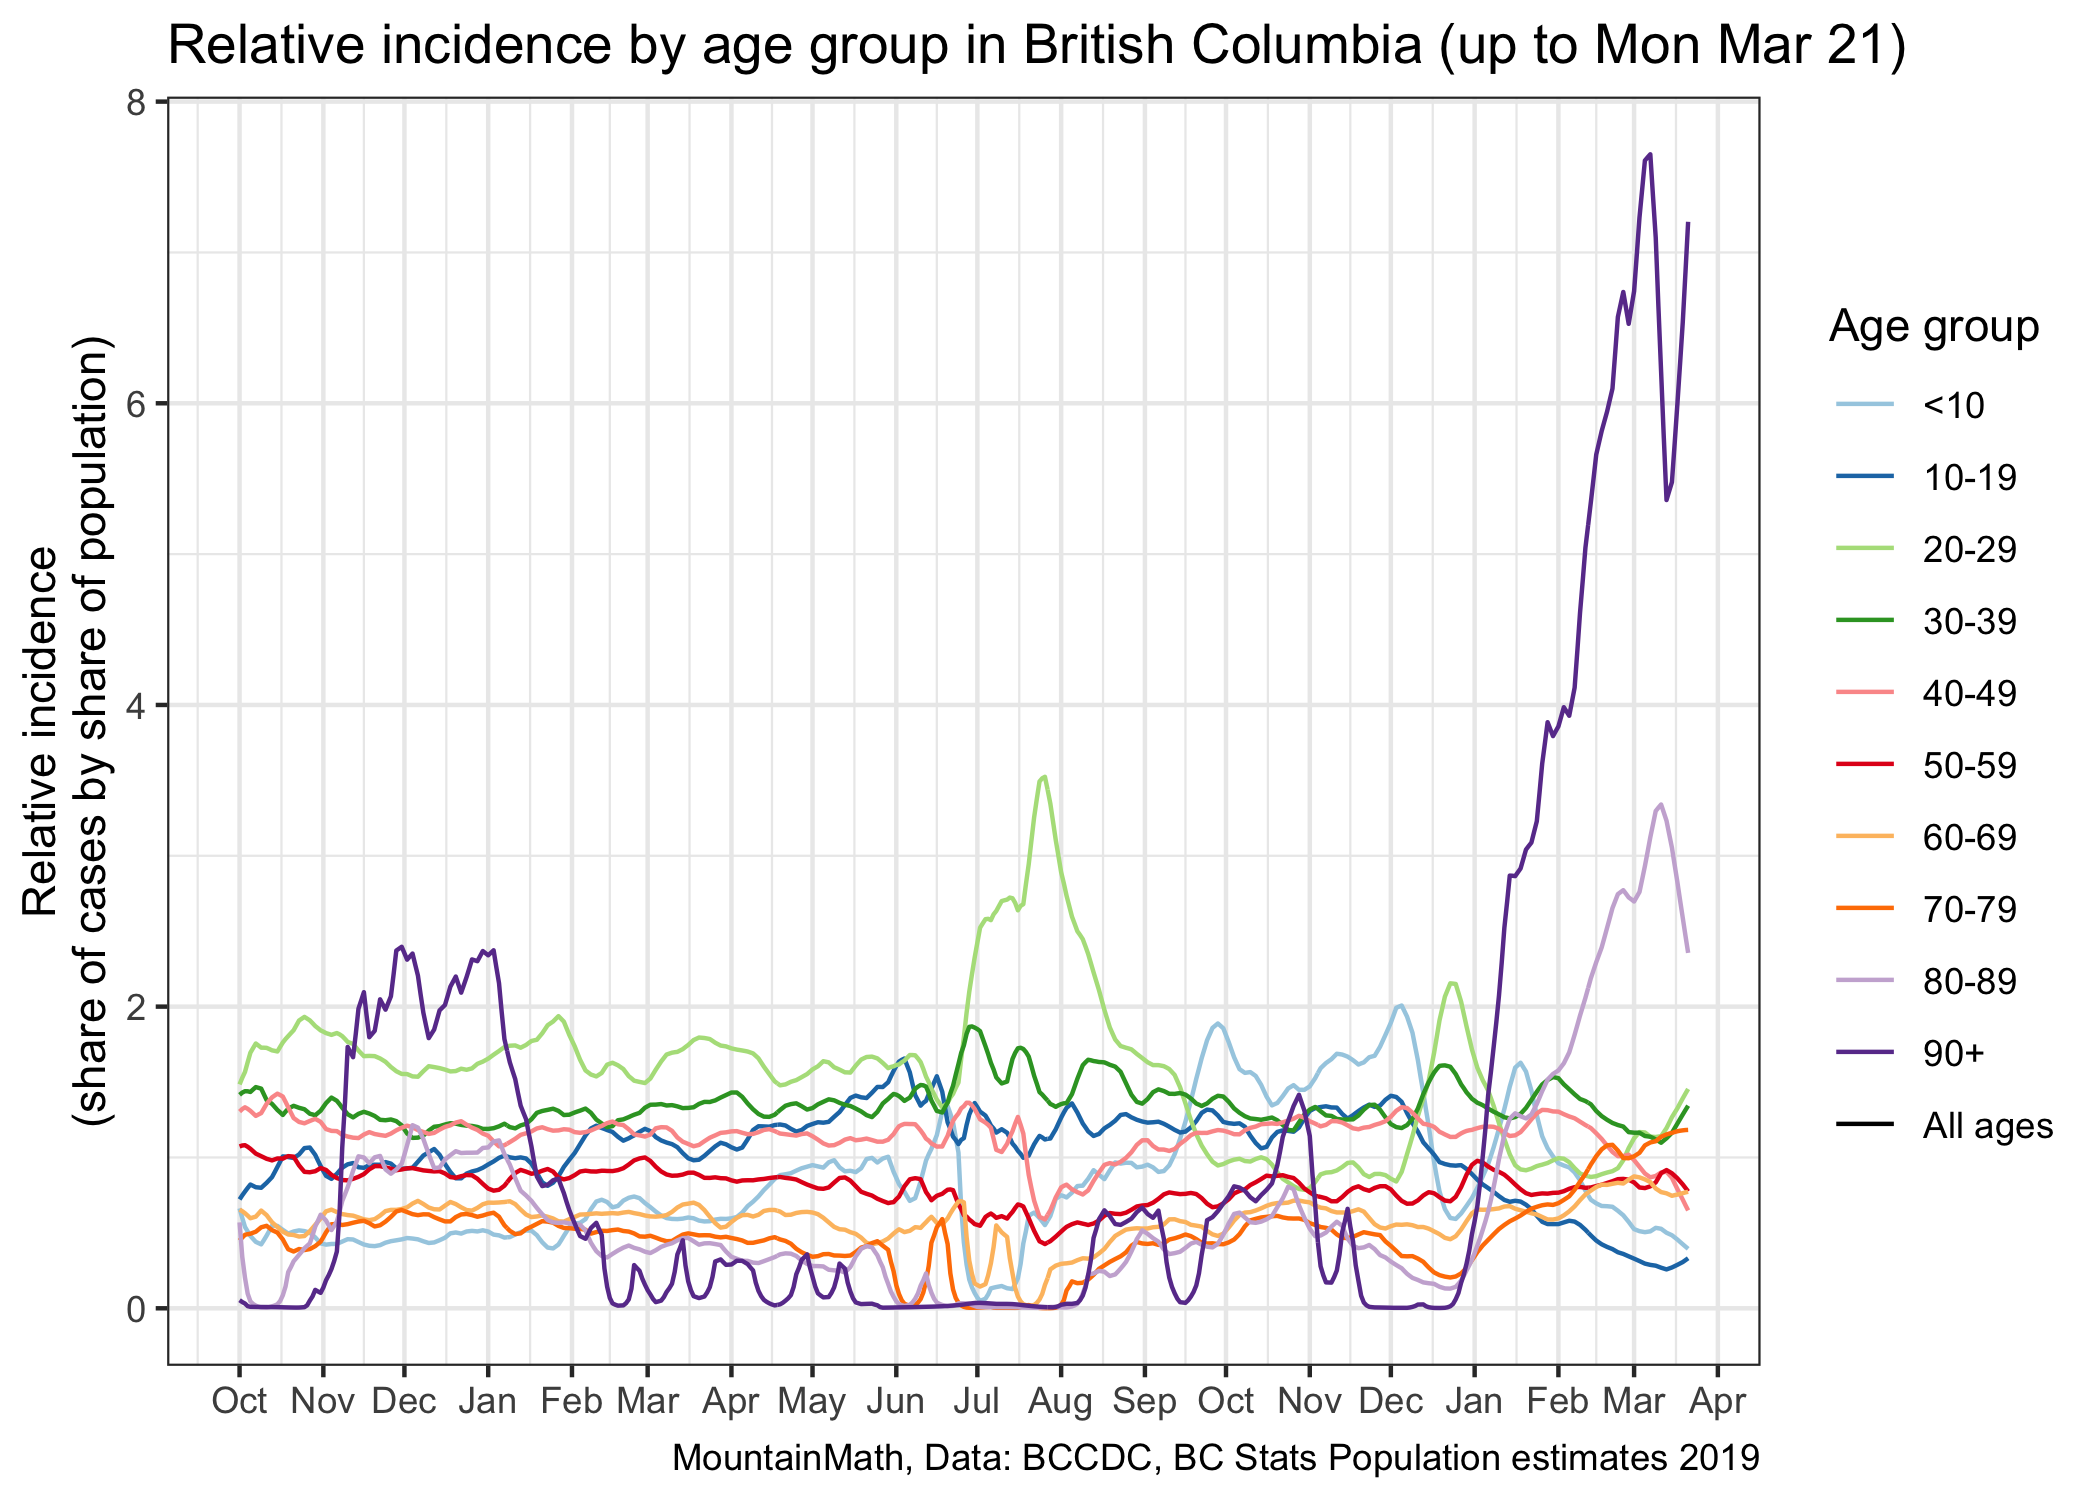 Relative incidence by age group in British Columbia (up to Mon Mar 21)
Relative incidence
(share of cases by share of population)
8
6
4
2
0
Oct Nov Dec Jan Feb Mar Apr May Jun Jul Aug Sep Oct Nov Dec Jan Feb Mar Apr
Age group
<10
10-19
20-29
30-39
40-49
50-59
60-69
70-79
80-89
90+
All ages
MountainMath, Data: BCCDC, BC Stats Population estimates 2019